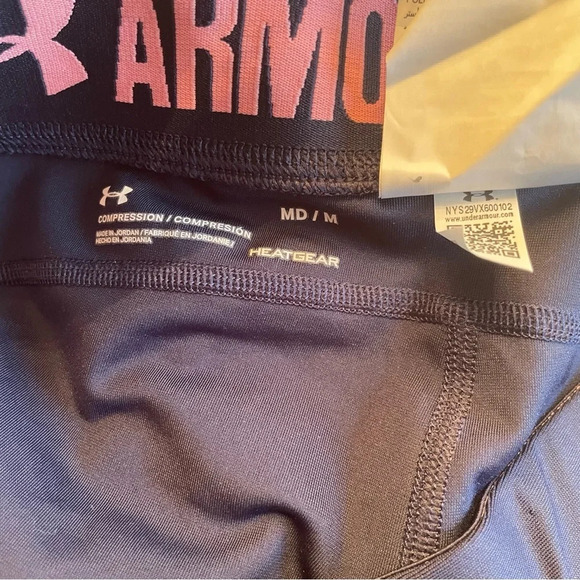 ARMO
COMPRESSION / COMPRESIÓN
MD / M
MADE IN JORDAN / FABRIQUÉ EN JORDANIE /
HECHO EN JORDANIA
HEATGEAR
NYS29VX600102
www.underarmour.com